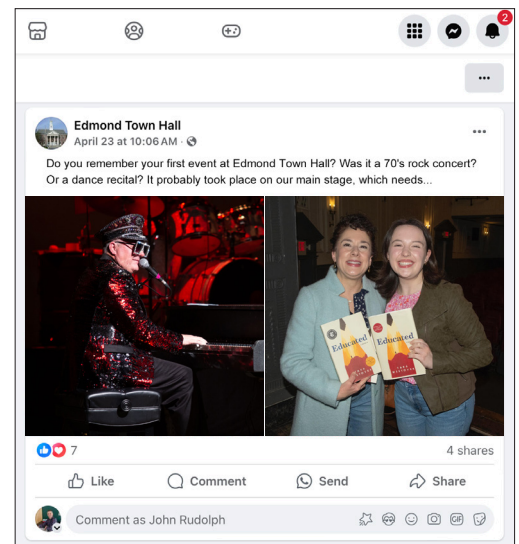 2
Edmond Town Hall
April 23 at 10:06 AM ·
Do you remember your first event at Edmond Town Hall? Was it a 70's rock concert?
Or a dance recital? It probably took place on our main stage, which needs...
Educated
Educated
7
4 shares
Like Comment Send Share
Comment as John Rudolph
GIF